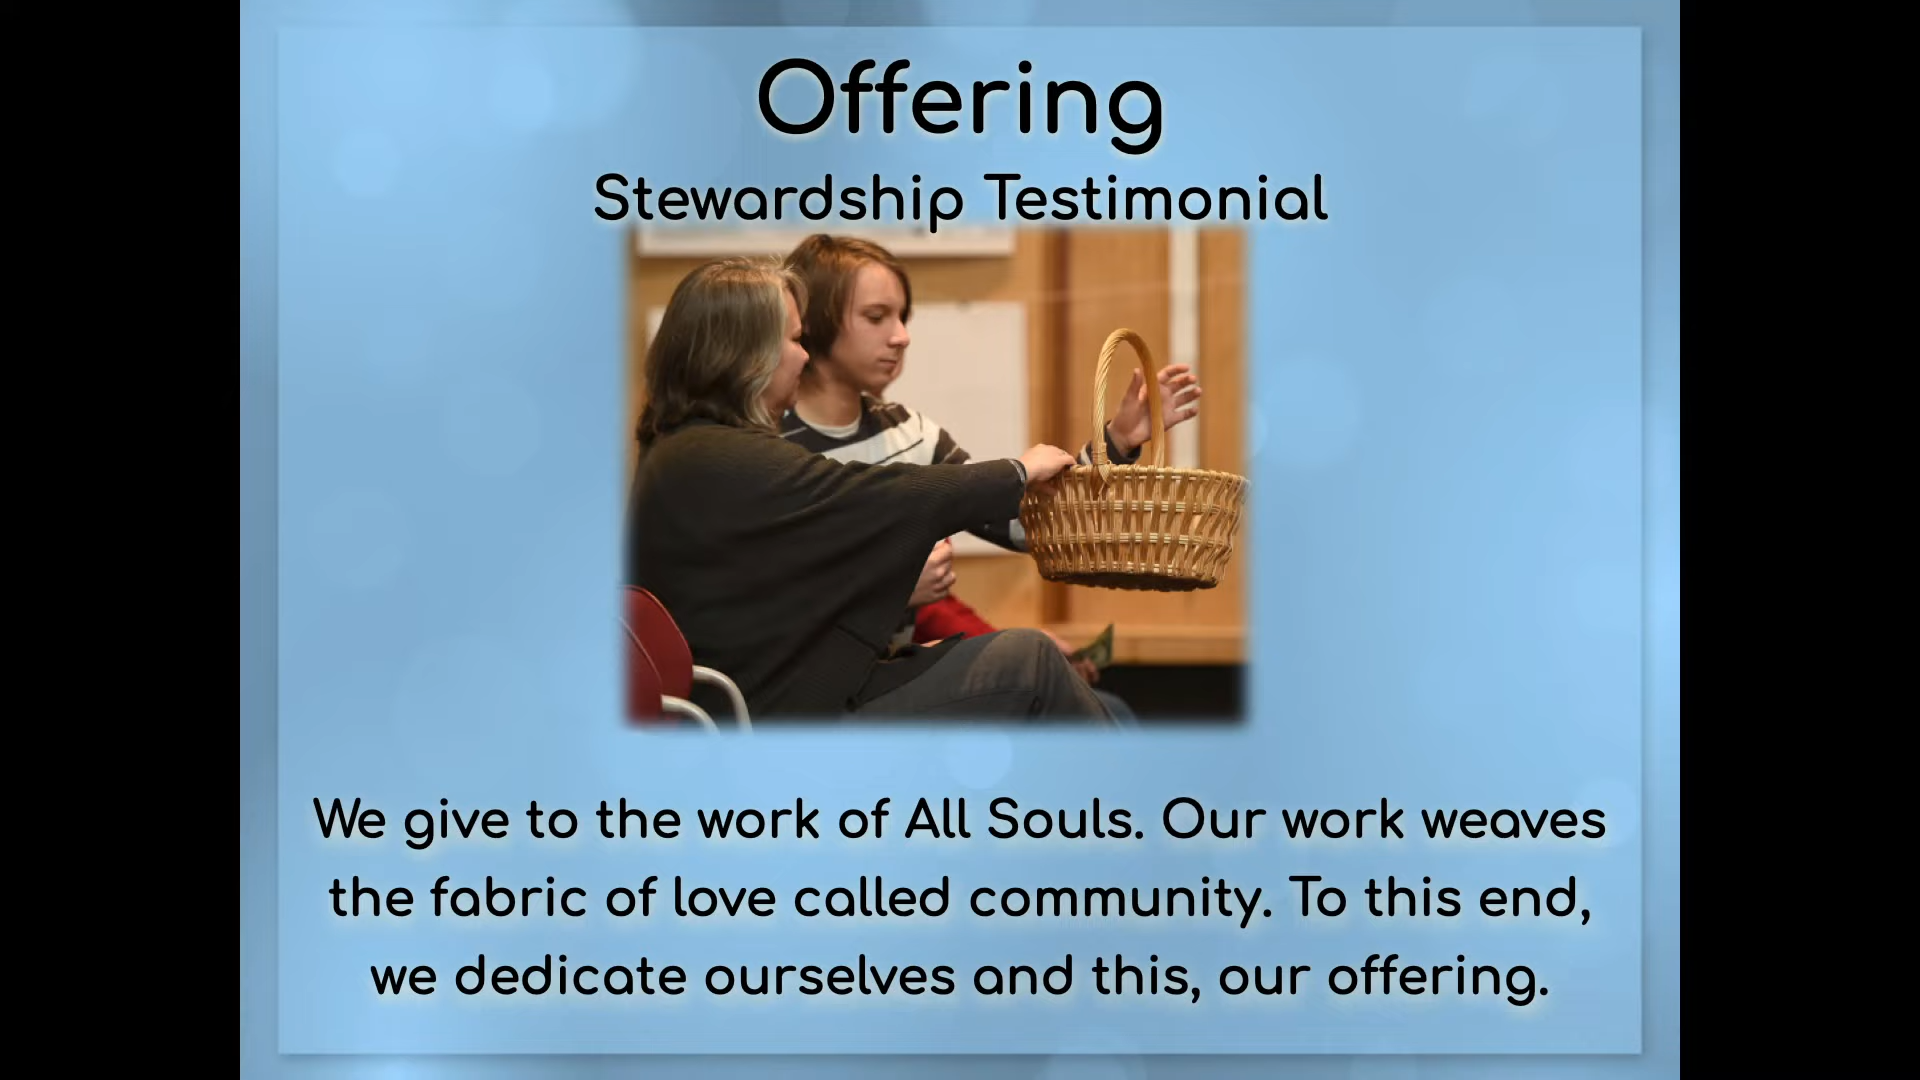 Offering
Stewardship Testimonial
We give to the work of All Souls. Our work weaves
the fabric of love called community. To this end,
we dedicate ourselves and this, our offering.